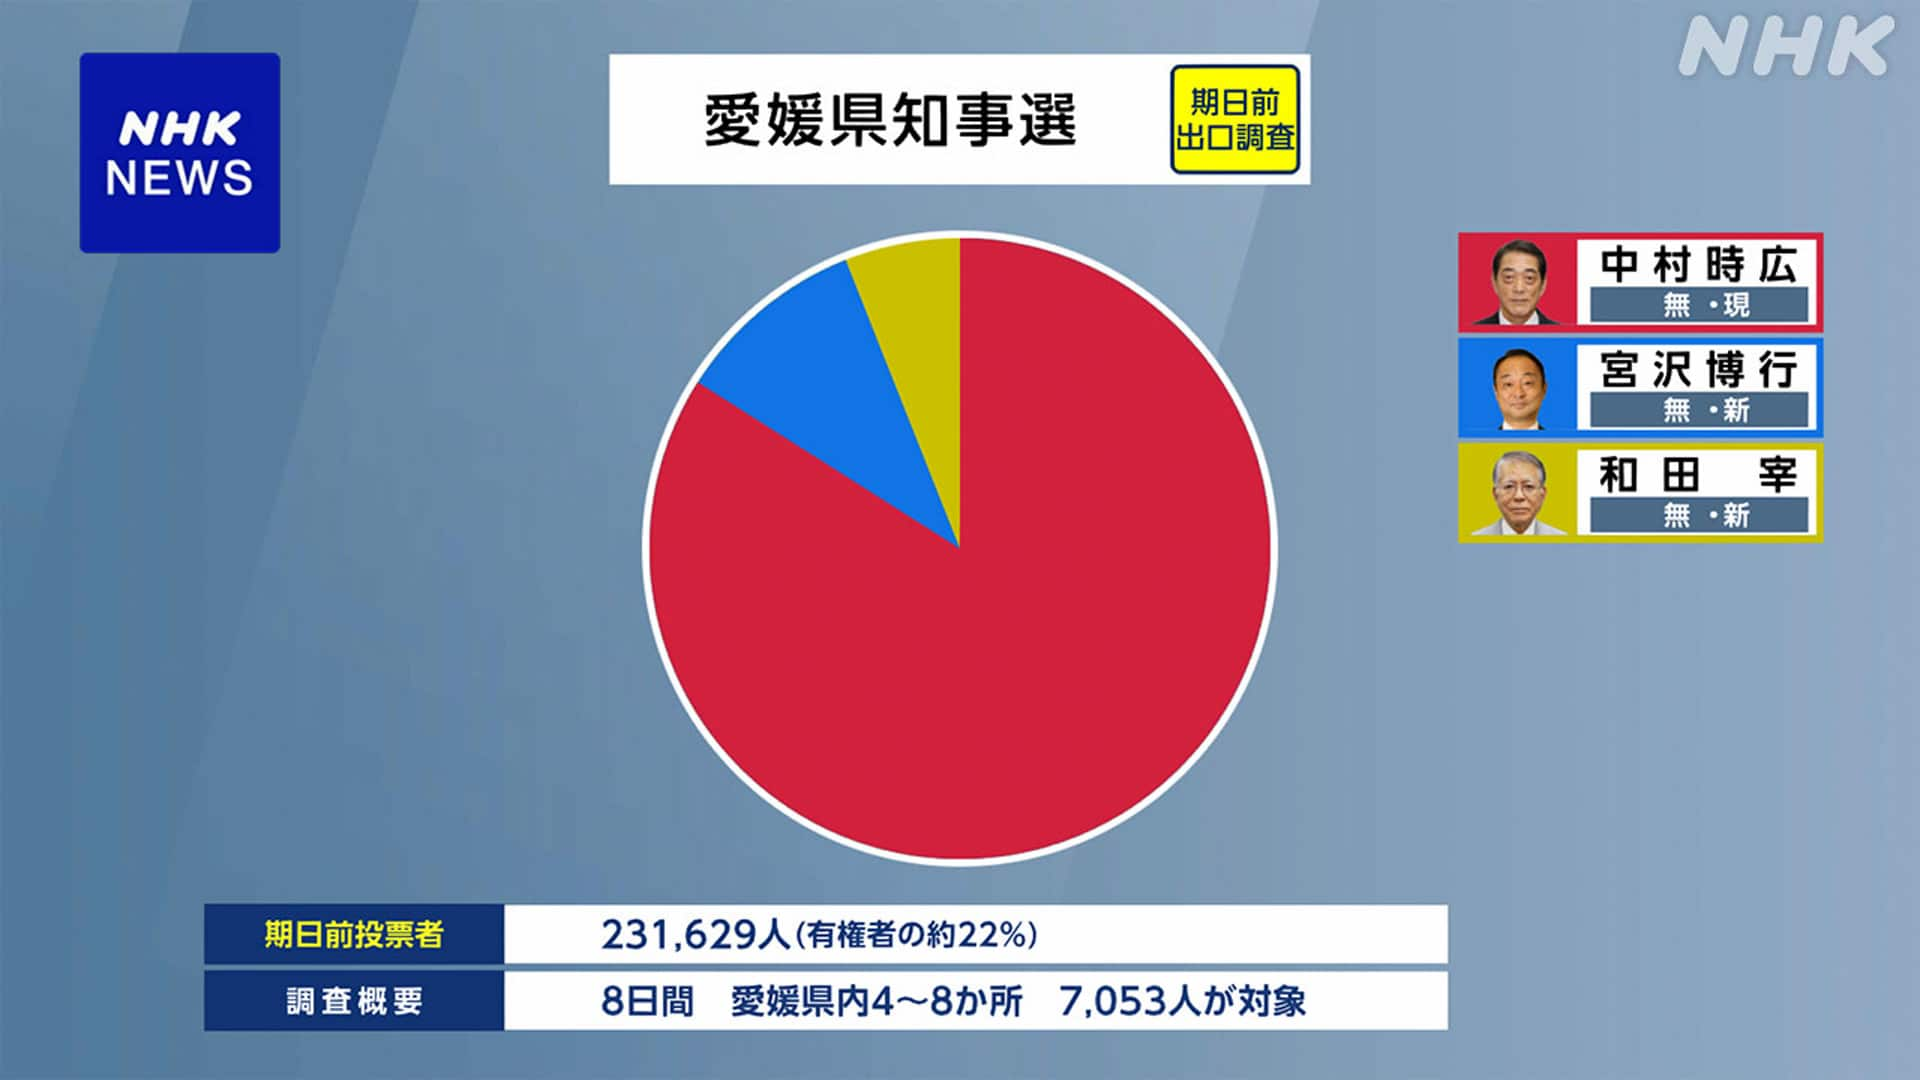 NHK
NHK
NEWS
愛媛県知事選
期日前
出口調査
中村時広
無・現
宮沢博行
無・新
和田 宰
無・新
期日前投票者
231,629人(有権者の約22%)
調査概要
8日間 愛媛県内4～8か所 7,053人が対象